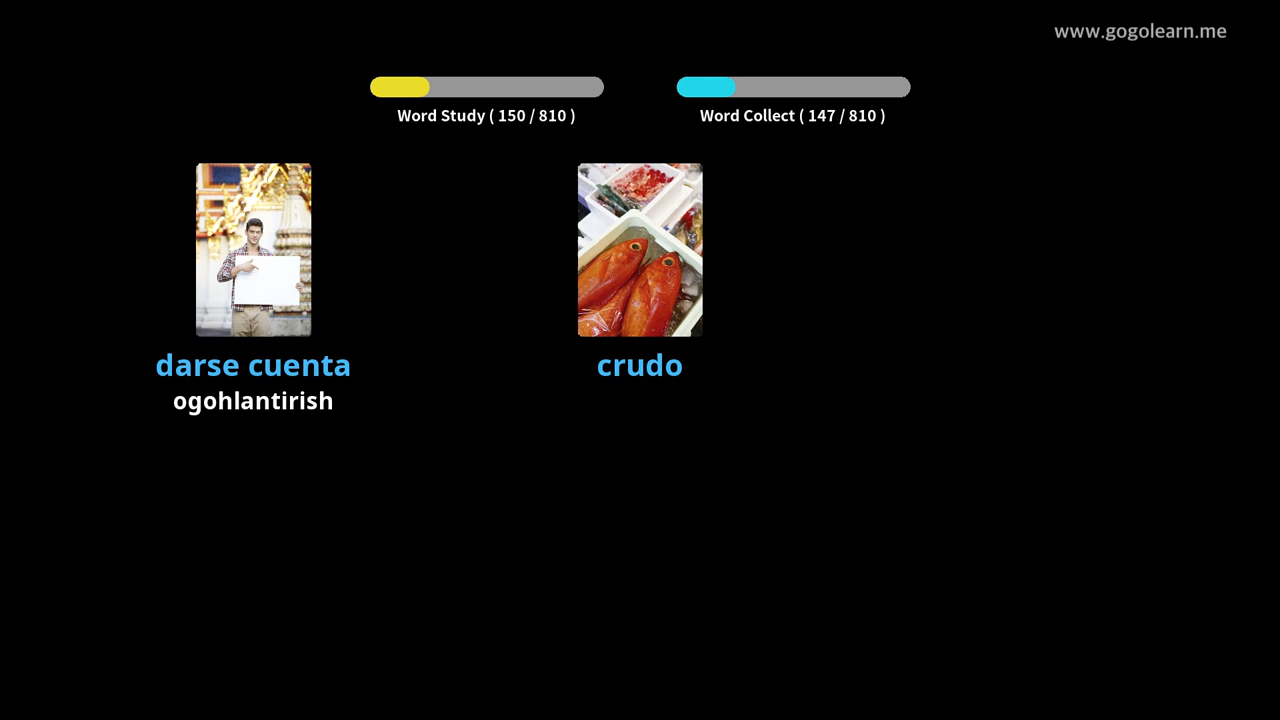 www.gogolearn.me
Word Study ( 150 / 810 )
Word Collect ( 147 / 810 )
darse cuenta
ogohlantirish
crudo